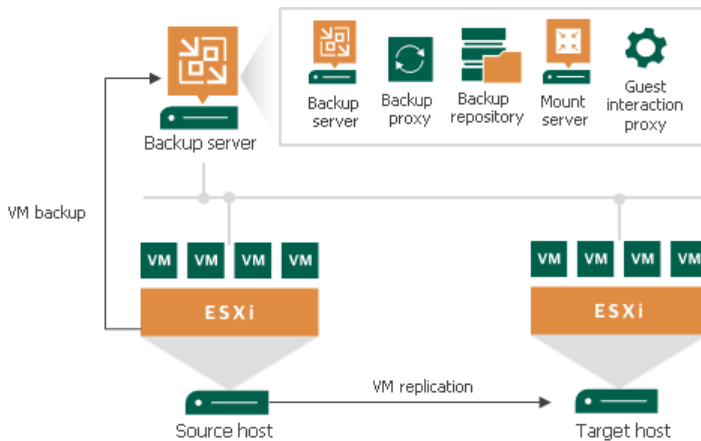 Backup server
Backup server
Backup proxy
Backup repository
Mount server
Guest interaction proxy
VM backup
VM VM VM VM
VM VM VM VM
ESXi
ESXi
VM replication
Source host
Target host